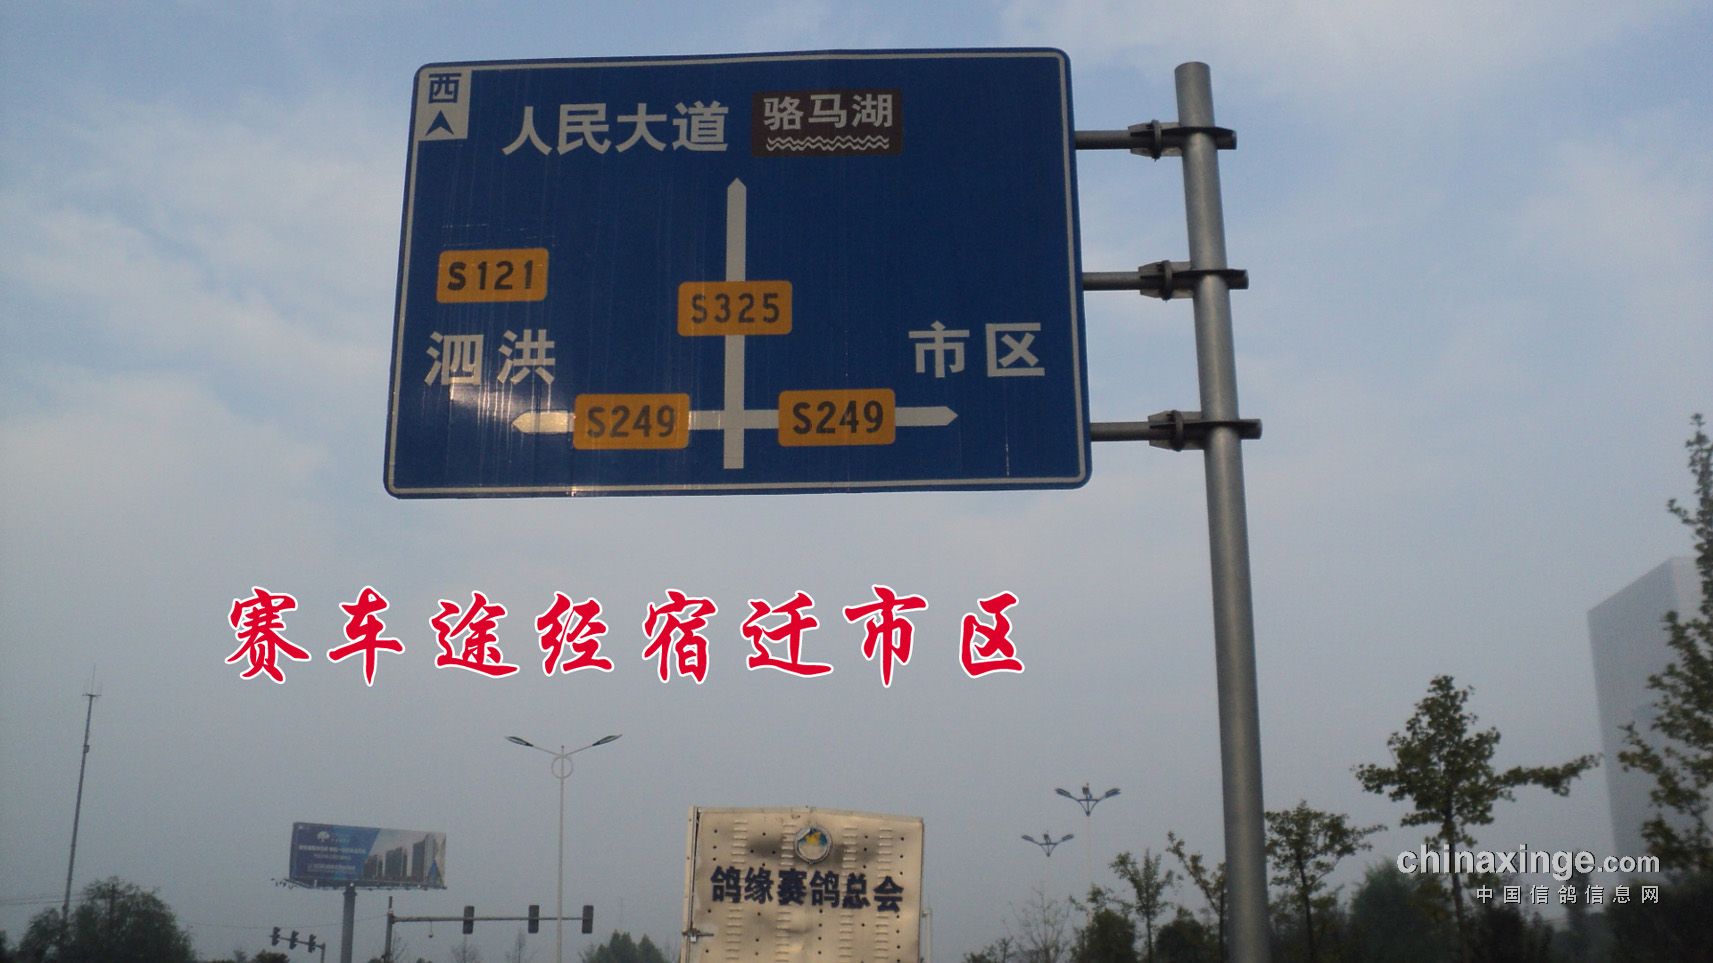 西
人民大道 骆马湖
S121
S325
泗洪
市区
S249 S249
赛车途经宿迁市区
鸽缘赛鸽总会
chinaxinge.com
中国信鸽信息网